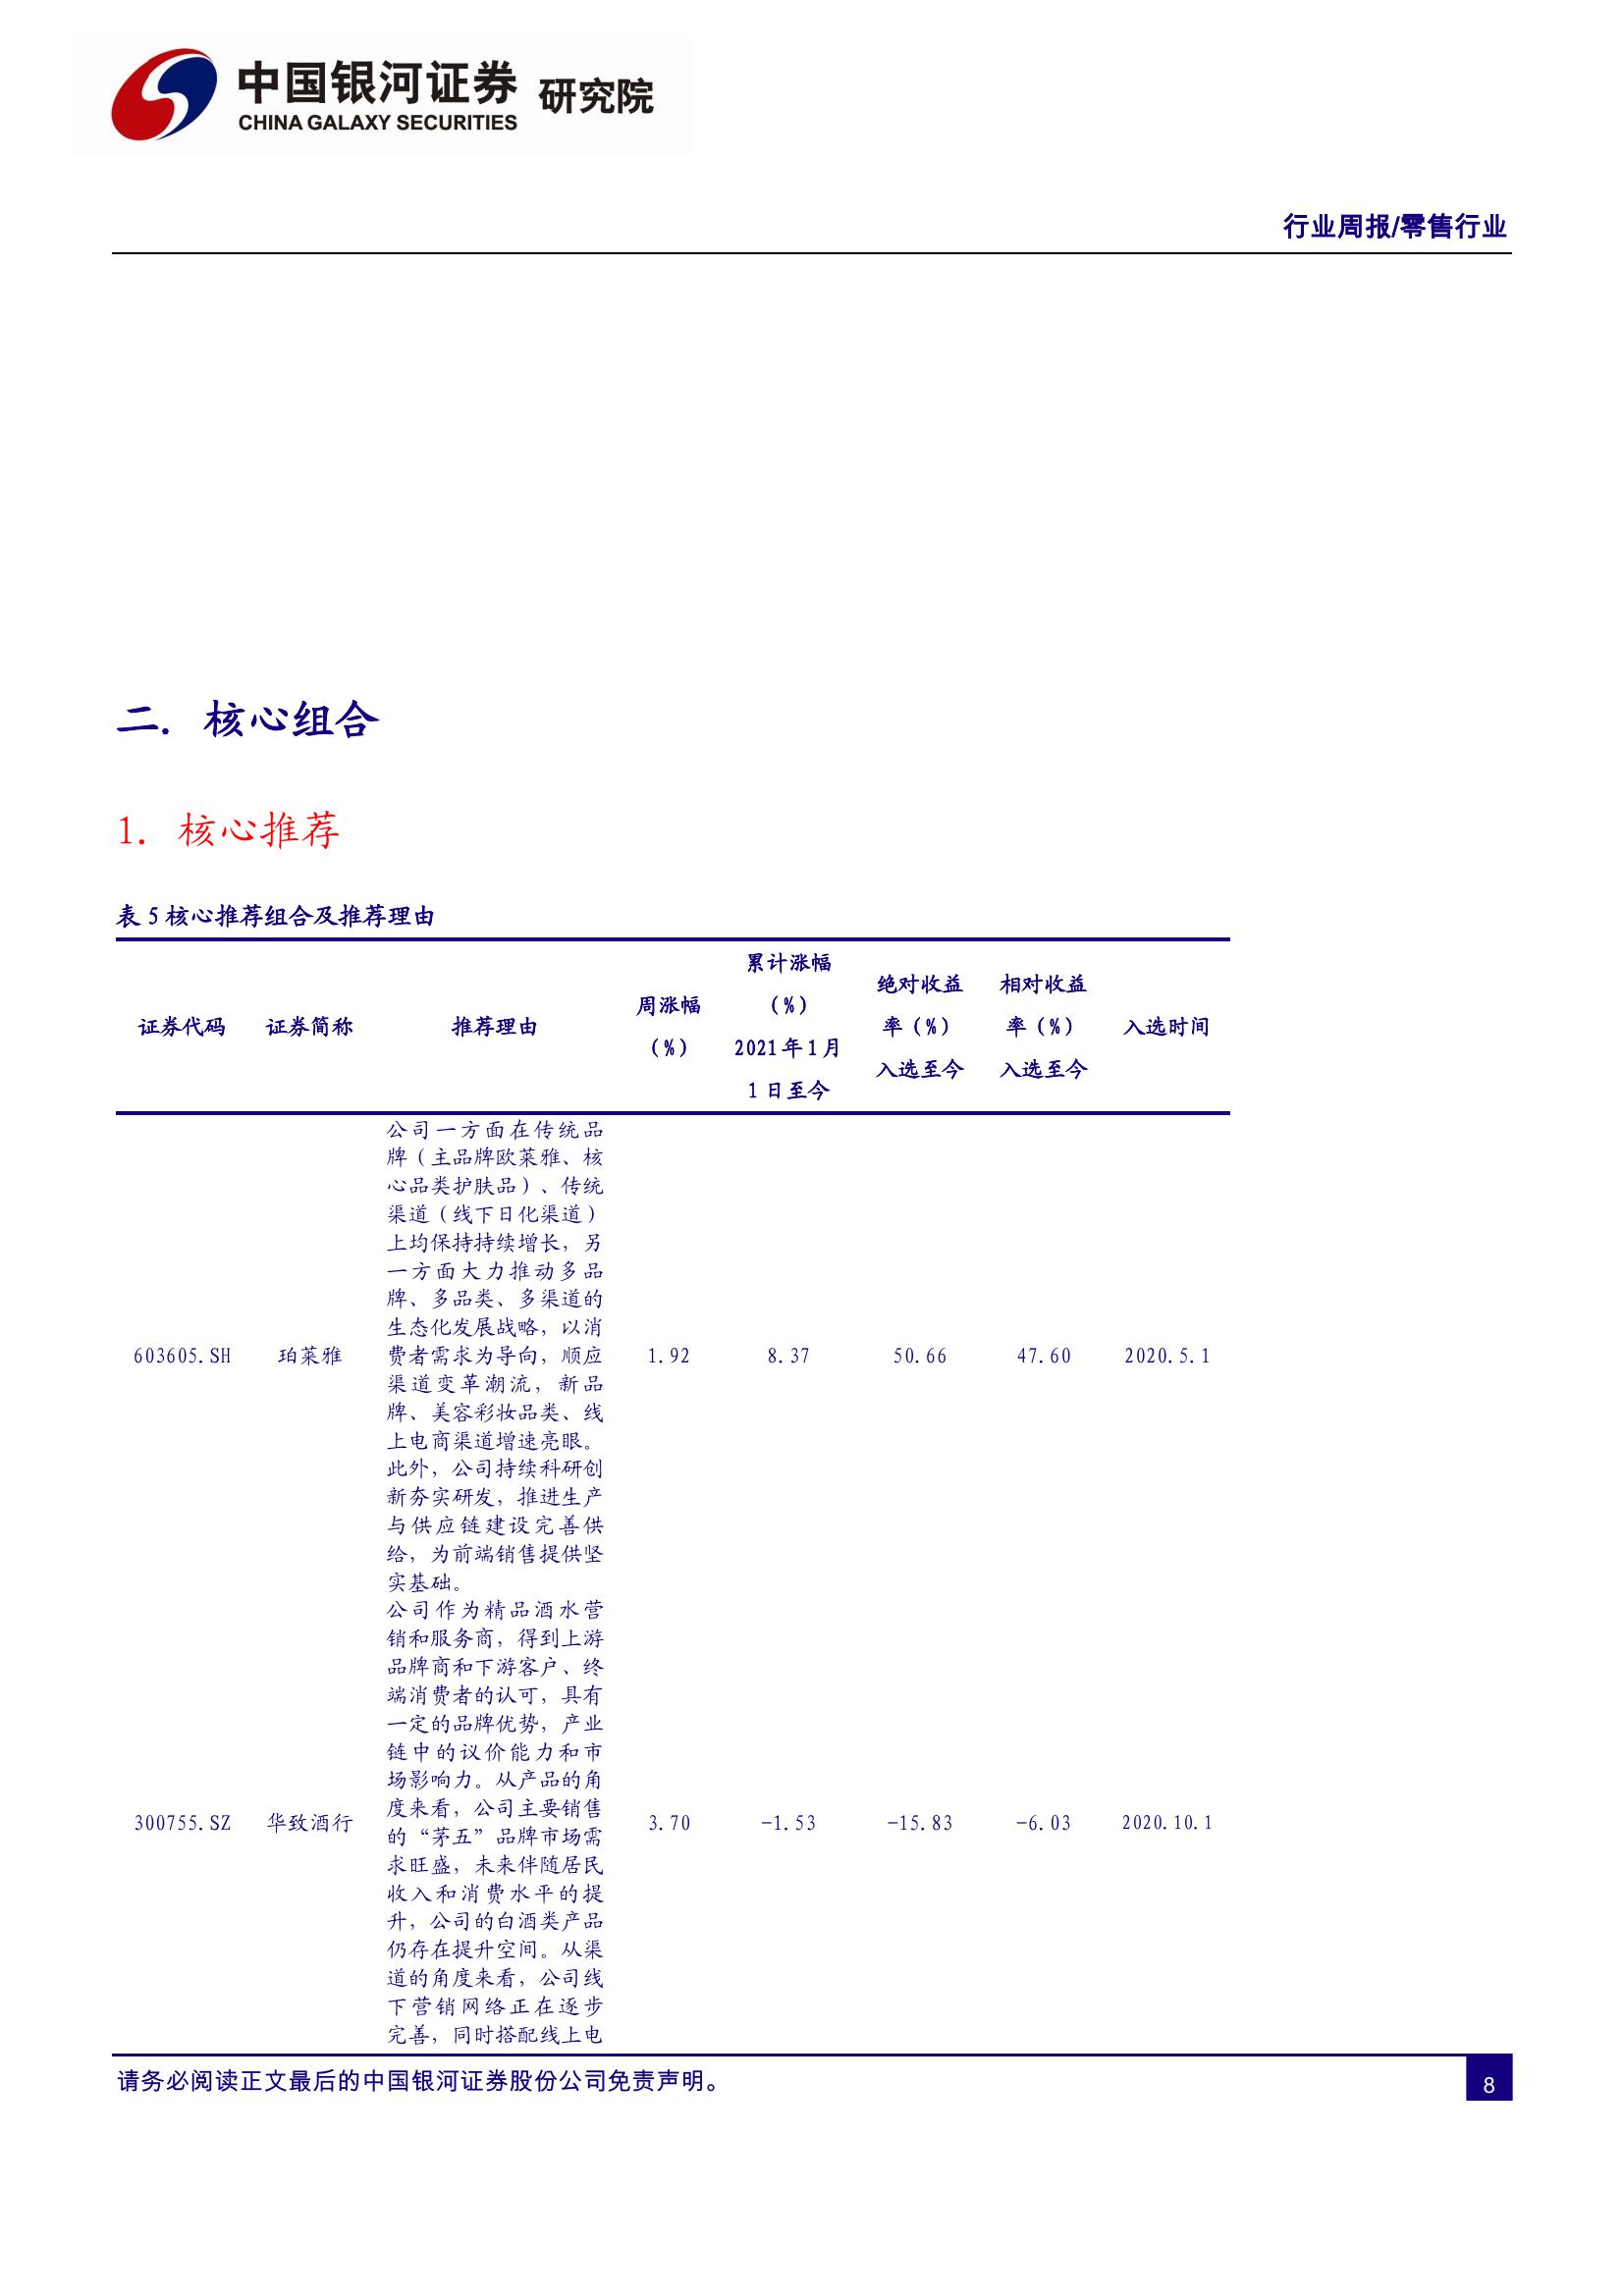 中国银河证券 研究院
CHINA GALAXY SECURITIES
行业周报/零售行业
二. 核心组合
1. 核心推荐
表 5 核心推荐组合及推荐理由
证券代码 证券简称 推荐理由 周涨幅（%） 累计涨幅（%）2021 年 1 月 1 日至今 绝对收益率（%）入选至今 相对收益率（%）入选至今 入选时间
公司一方面在传统品
牌（主品牌欧莱雅、核
心品类护肤品）、传统
渠道（线下日化渠道）
上均保持持续增长，另
一方面大力推动多品
牌、多品类、多渠道的
生态化发展战略，以消
603605.SH 珀莱雅 费者需求为导向，顺应 1.92 8.37 50.66 47.60 2020.5.1
渠道变革潮流，新品
牌、美容彩妆品类、线
上电商渠道增速亮眼。
此外，公司持续科研创
新夯实研发，推进生产
与供应链建设完善供
给，为前端销售提供坚
实基础。
公司作为精品酒水营
销和服务商，得到上游
品牌商和下游客户、终
端消费者的认可，具有
一定的品牌优势，产业
链中的议价能力和市
场影响力。从产品的角
度来看，公司主要销售
300755.SZ 华致酒行 的“茅五”品牌市场需 3.70 -1.53 -15.83 -6.03 2020.10.1
求旺盛，未来伴随居民
收入和消费水平的提
升，公司的白酒类产品
仍存在提升空间。从渠
道的角度来看，公司线
下营销网络正在逐步
完善，同时搭配线上电
请务必阅读正文最后的中国银河证券股份公司免责声明。
8